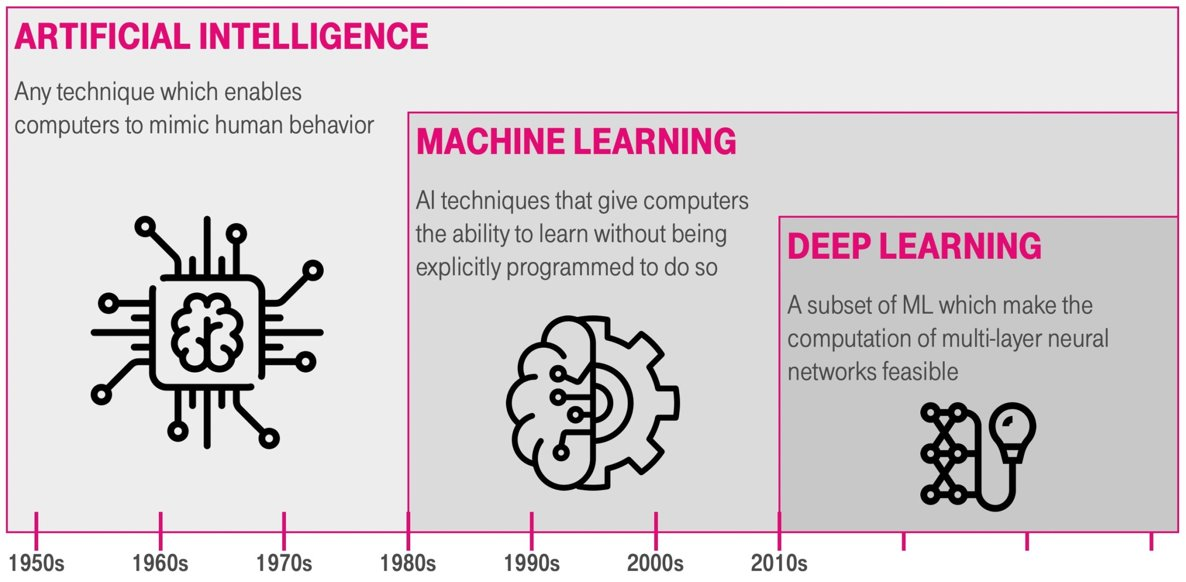 ARTIFICIAL INTELLIGENCE
Any technique which enables
computers to mimic human behavior
MACHINE LEARNING
AI techniques that give computers
the ability to learn without being
explicitly programmed to do so
DEEP LEARNING
A subset of ML which make the
computation of multi-layer neural
networks feasible
1950s 1960s 1970s 1980s 1990s 2000s 2010s